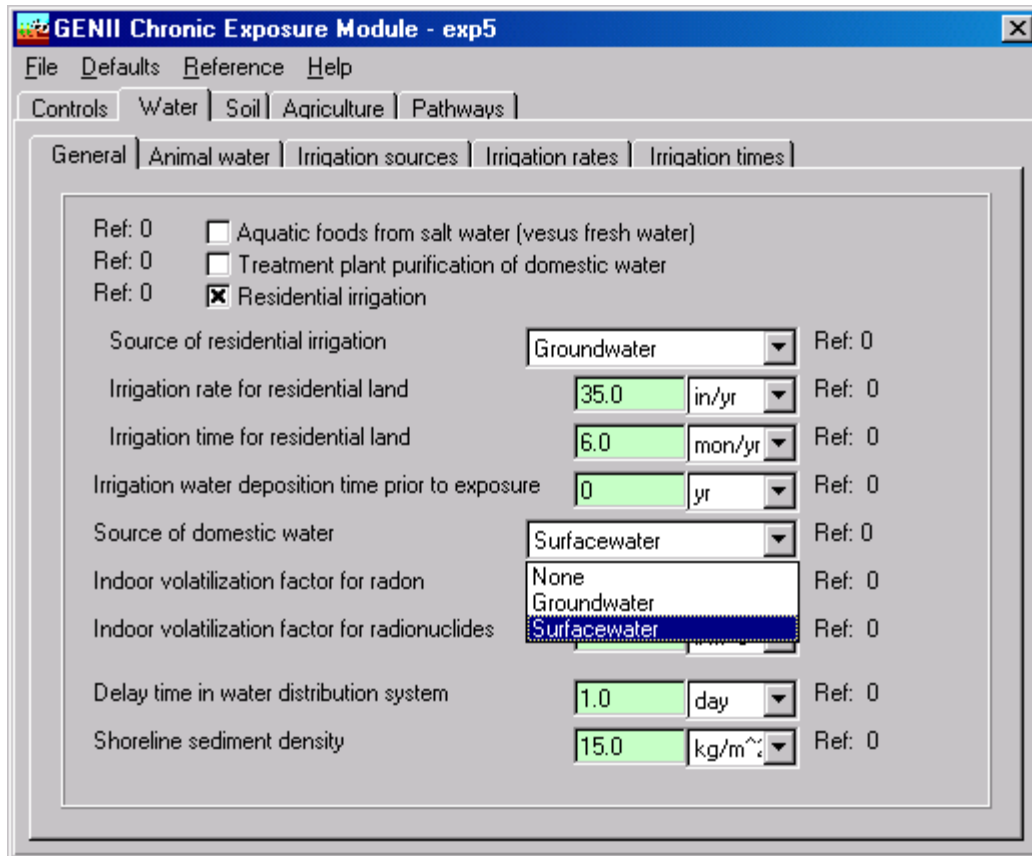 GENII Chronic Exposure Module - exp5
File Defaults Reference Help
Controls Water Soil Agriculture Pathways
General Animal water Irrigation sources Irrigation rates Irrigation times
Ref: 0 Aquatic foods from salt water (vesus fresh water)
Ref: 0 Treatment plant purification of domestic water
Ref: 0 Residential irrigation
Source of residential irrigation Groundwater Ref: 0
Irrigation rate for residential land 35.0 in/yr Ref: 0
Irrigation time for residential land 6.0 mon/yr Ref: 0
Irrigation water deposition time prior to exposure 0 yr Ref: 0
Source of domestic water Surfacewater Ref: 0
None
Indoor volatilization factor for radon Ref: 0
Groundwater
Indoor volatilization factor for radionuclides Surfacewater Ref: 0
Delay time in water distribution system 1.0 day Ref: 0
Shoreline sediment density 15.0 kg/m^2 Ref: 0